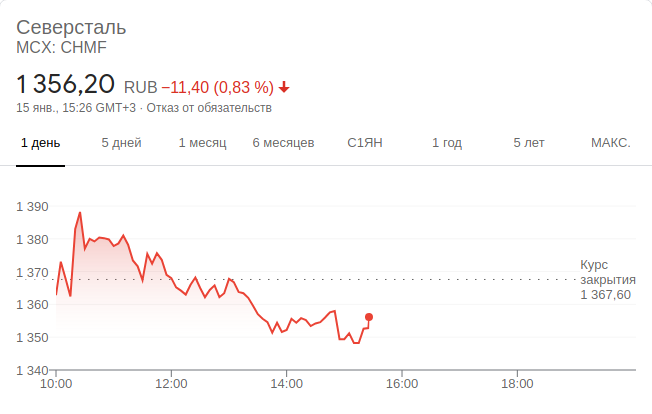 Северсталь
MCX: CHMF
1 356,20 RUB −11,40 (0,83 %)
15 янв., 15:26 GMT+3 · Отказ от обязательств
1 день 5 дней 1 месяц 6 месяцев С1ЯН 1 год 5 лет МАКС.
1 390
1 380
1 370
1 360
1 350
1 340
Курс
закрытия
1 367,60
10:00 12:00 14:00 16:00 18:00